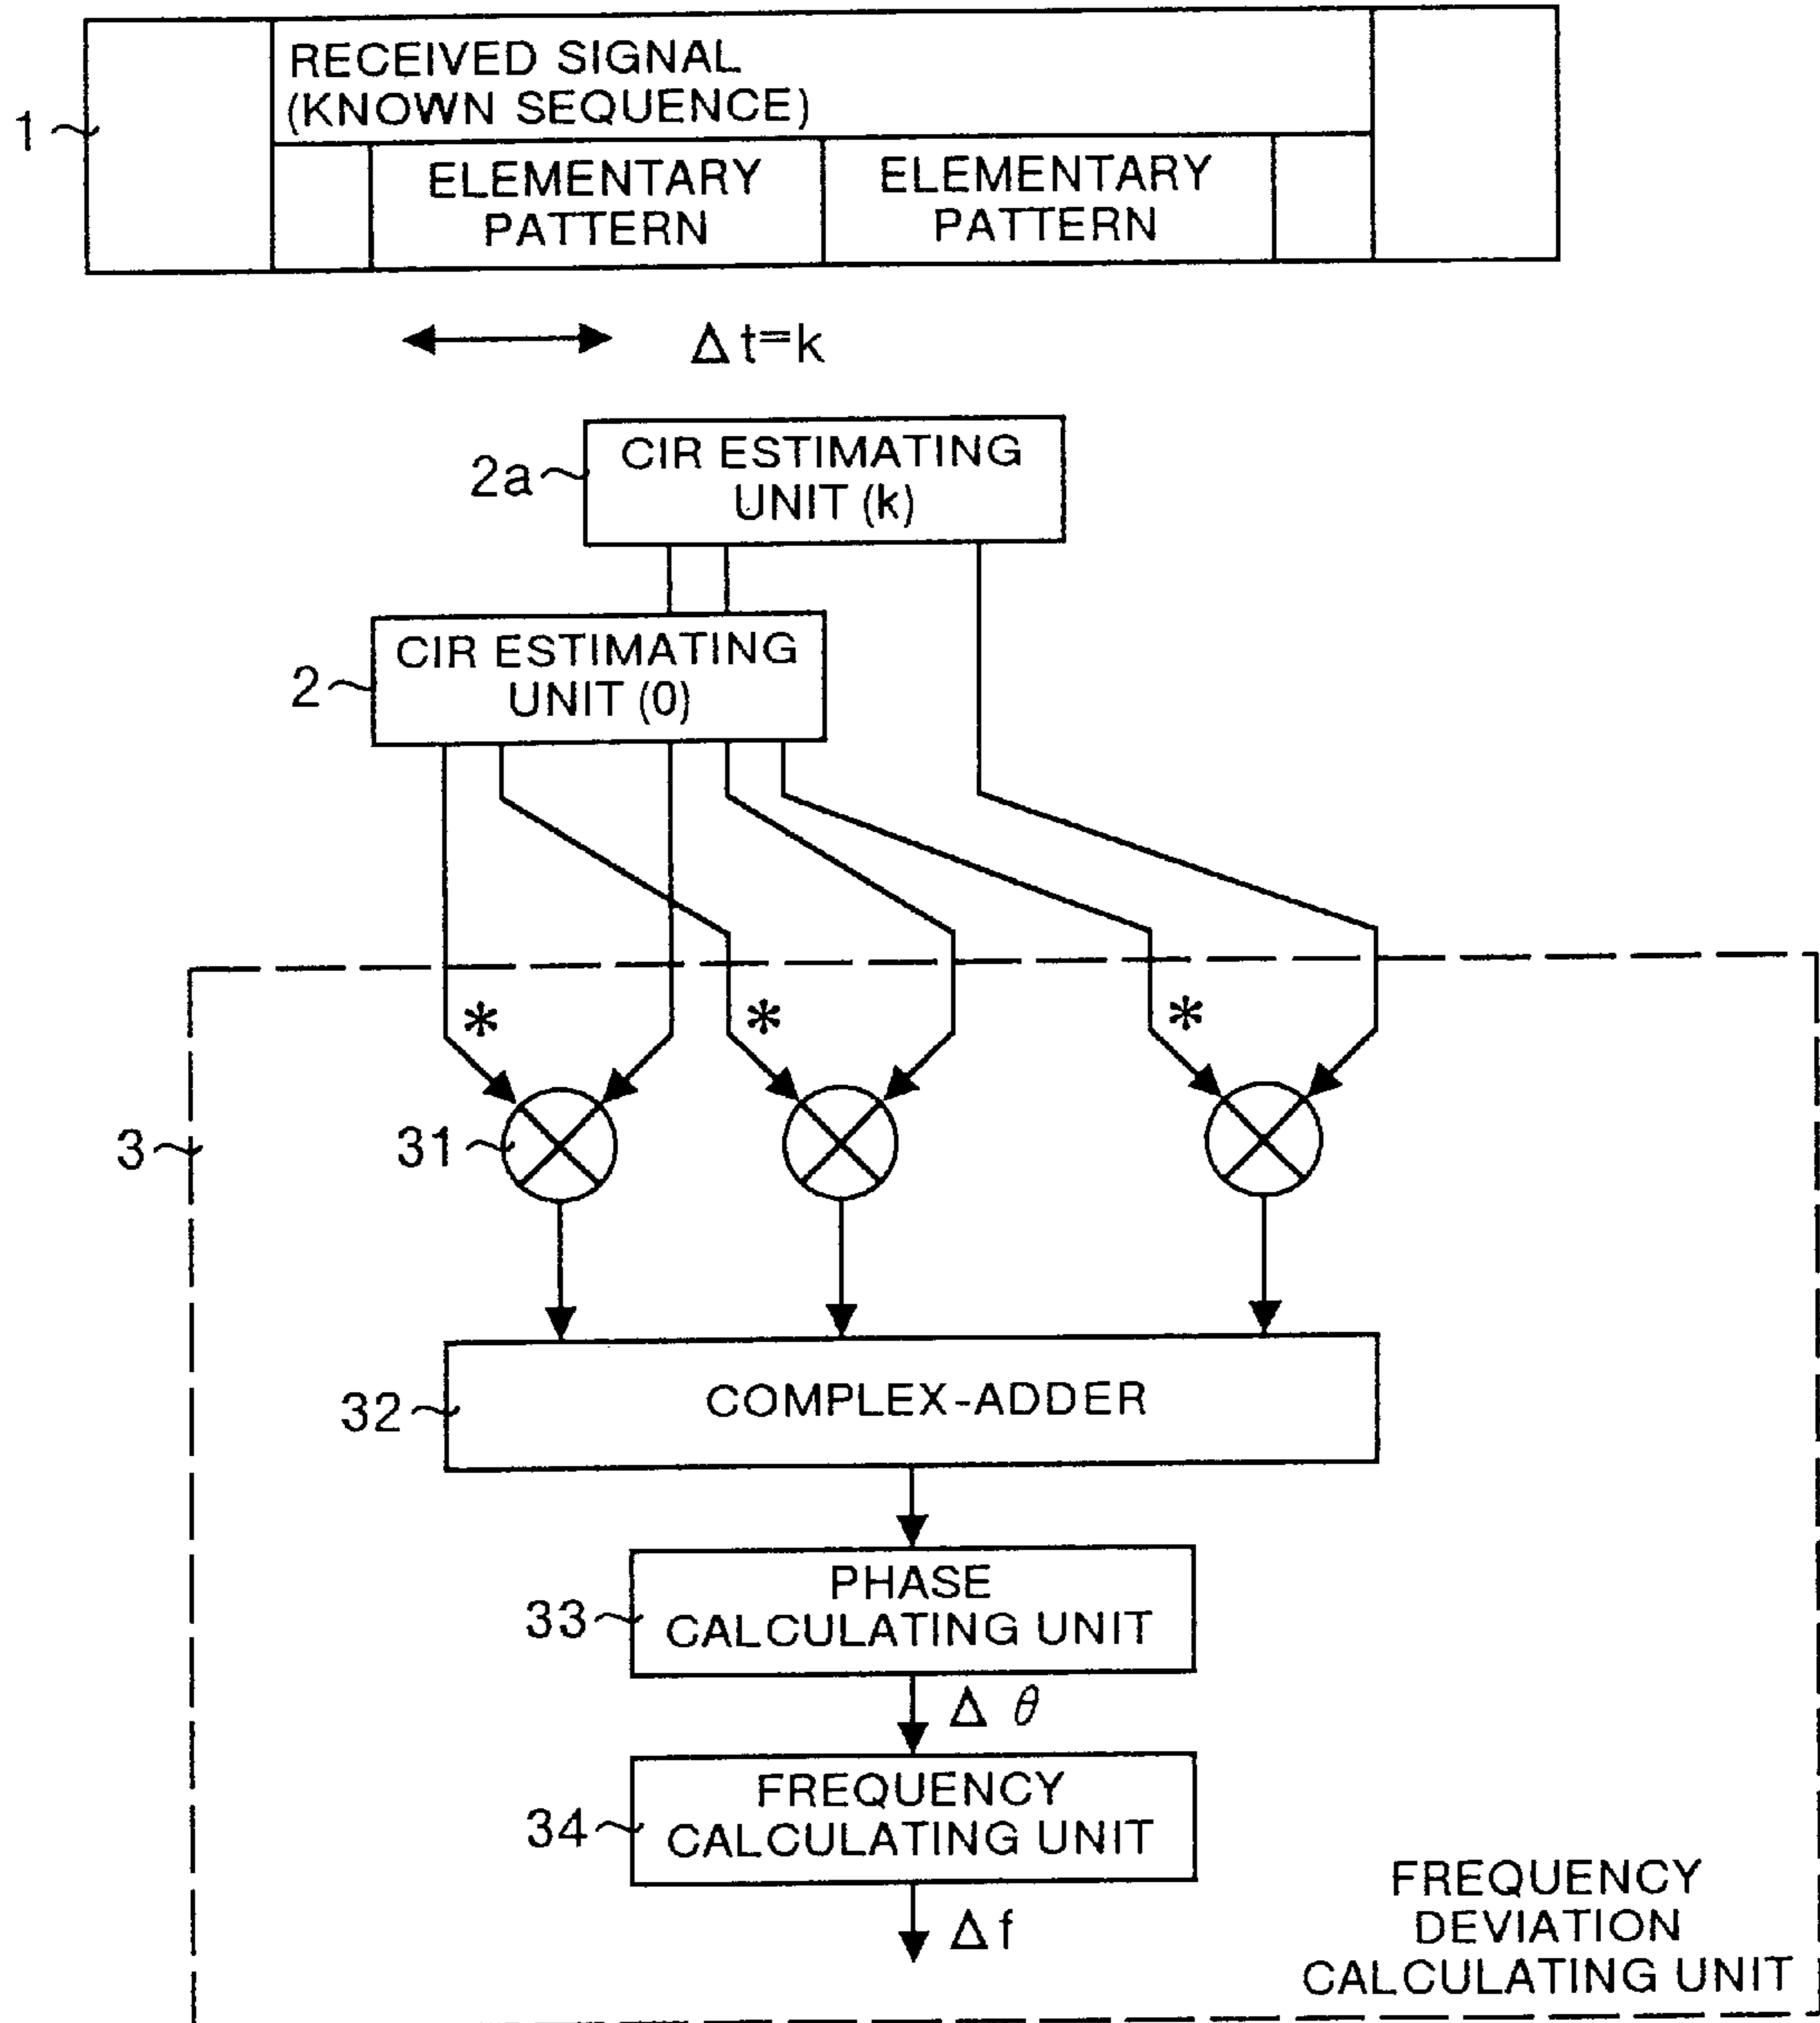 RECEIVED SIGNAL
(KNOWN SEQUENCE)
1
ELEMENTARY
PATTERN
ELEMENTARY
PATTERN
Δt=k
2a
CIR ESTIMATING
UNIT (k)
2
CIR ESTIMATING
UNIT (0)
* * *
3
31
32
COMPLEX-ADDER
33
PHASE
CALCULATING UNIT
Δ θ
34
FREQUENCY
CALCULATING UNIT
Δf
FREQUENCY
DEVIATION
CALCULATING UNIT